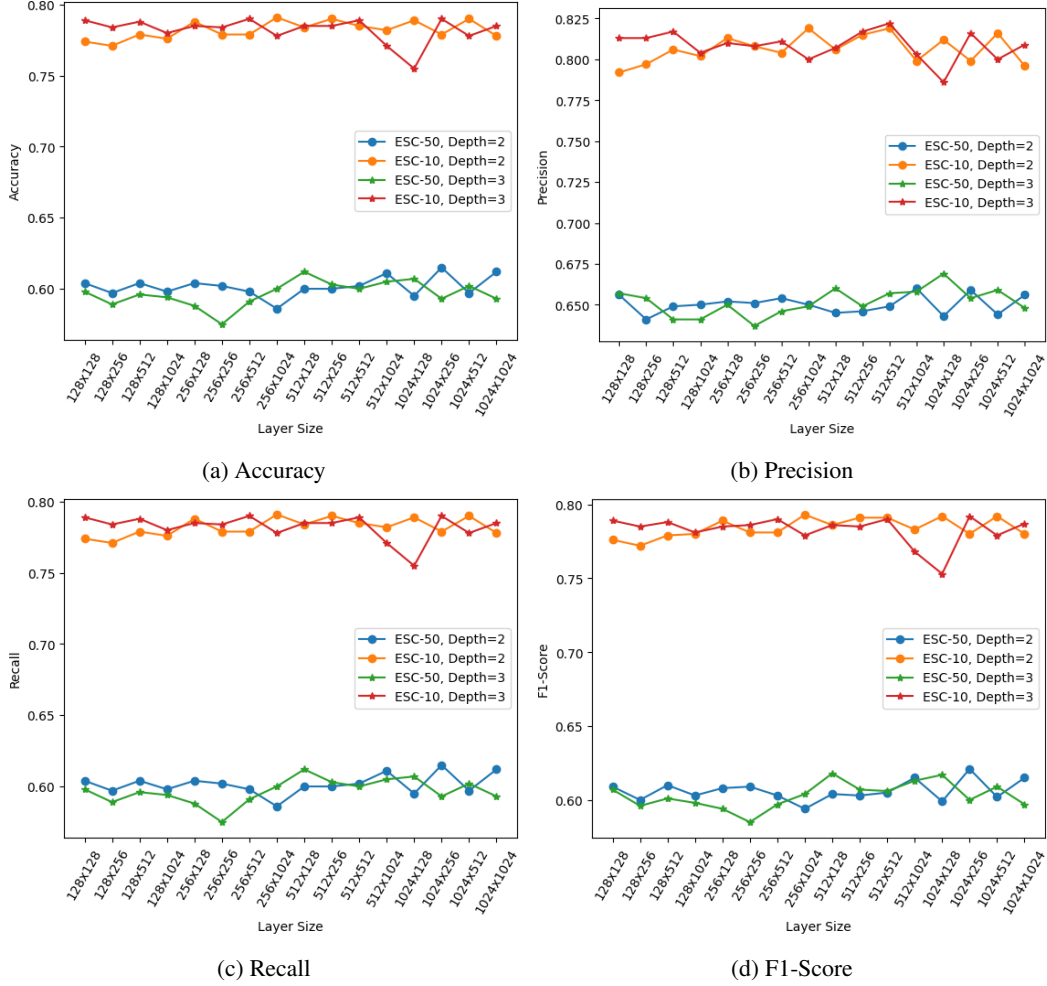 0.80
0.75
0.70
0.65
0.60
Accuracy
ESC-50, Depth=2
ESC-10, Depth=2
ESC-50, Depth=3
ESC-10, Depth=3
128x128
128x256
128x512
128x1024
256x128
256x256
256x512
256x1024
512x128
512x256
512x512
512x1024
1024x128
1024x256
1024x512
1024x1024
Layer Size
(a) Accuracy
0.825
0.800
0.775
0.750
0.725
0.700
0.675
0.650
Precision
ESC-50, Depth=2
ESC-10, Depth=2
ESC-50, Depth=3
ESC-10, Depth=3
128x128
128x256
128x512
128x1024
256x128
256x256
256x512
256x1024
512x128
512x256
512x512
512x1024
1024x128
1024x256
1024x512
1024x1024
Layer Size
(b) Precision
0.80
0.75
0.70
0.65
0.60
Recall
ESC-50, Depth=2
ESC-10, Depth=2
ESC-50, Depth=3
ESC-10, Depth=3
128x128
128x256
128x512
128x1024
256x128
256x256
256x512
256x1024
512x128
512x256
512x512
512x1024
1024x128
1024x256
1024x512
1024x1024
Layer Size
(c) Recall
0.80
0.75
0.70
0.65
0.60
F1-Score
ESC-50, Depth=2
ESC-10, Depth=2
ESC-50, Depth=3
ESC-10, Depth=3
128x128
128x256
128x512
128x1024
256x128
256x256
256x512
256x1024
512x128
512x256
512x512
512x1024
1024x128
1024x256
1024x512
1024x1024
Layer Size
(d) F1-Score